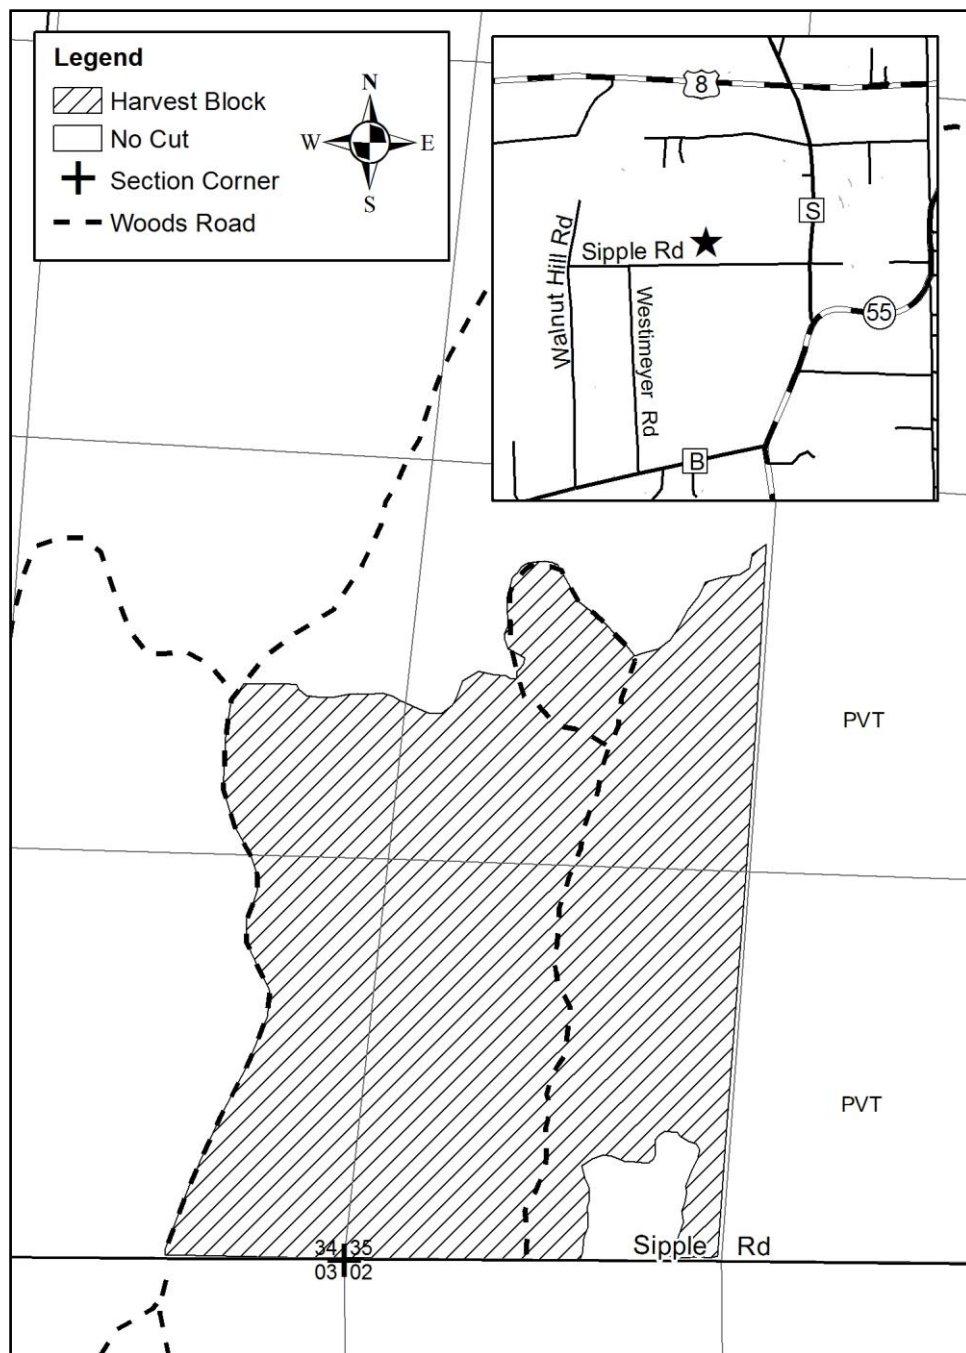 Legend
Harvest Block
No Cut
Section Corner
Woods Road
N
W
E
S
8
S
Sipple Rd
Walnut Hill Rd
Westimeyer Rd
55
B
PVT
PVT
34 35
03 02
Sipple Rd